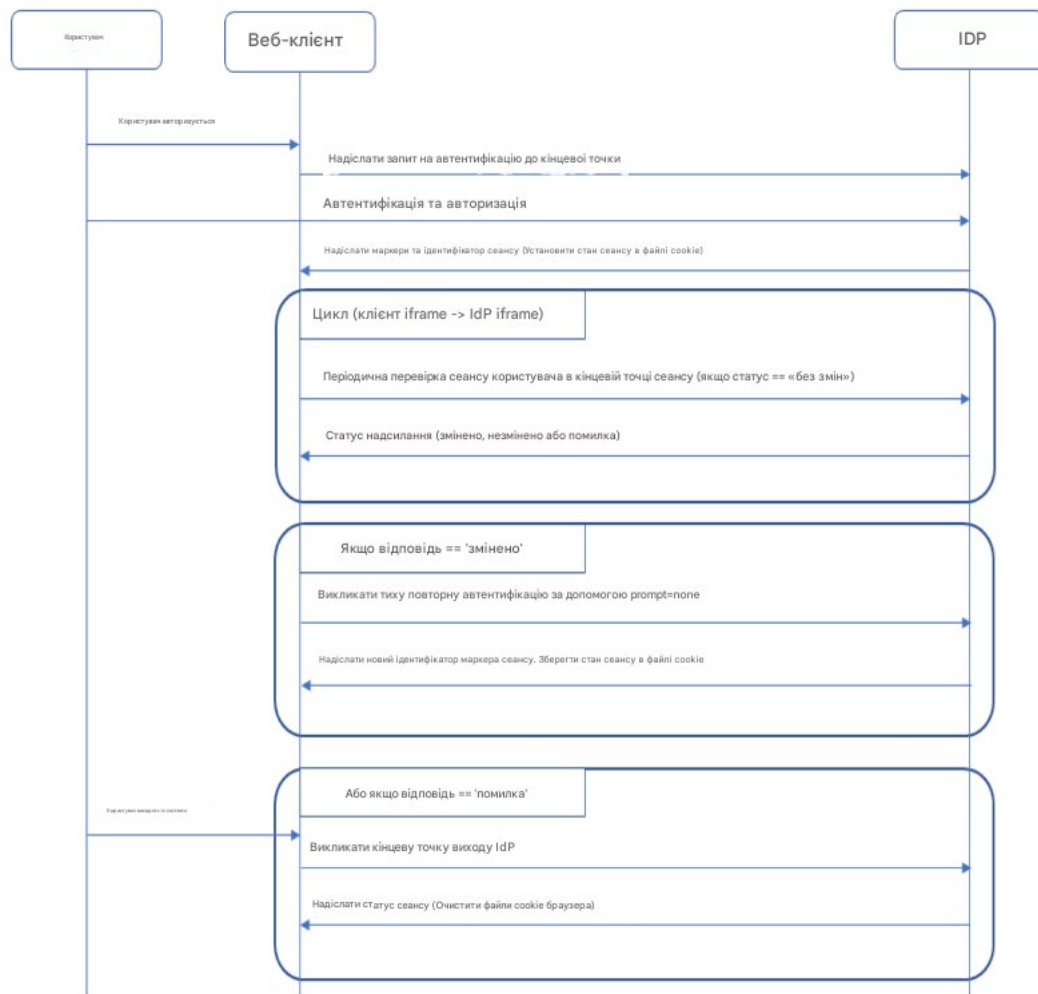 Користувач
Веб-клієнт
IDP
Користувач авторизується
Надіслати запит на автентифікацію до кінцевої точки
Автентифікація та авторизація
Надіслати маркери та ідентифікатор сеансу (Установити стан сеансу в файлі cookie)
Цикл (клієнт iframe -> IdP iframe)
Періодична перевірка сеансу користувача в кінцевій точці сеансу (якщо статус == «без змін»)
Статус надсилання (змінено, незмінено або помилка)
Якщо відповідь == 'змінено'
Викликати тиху повторну автентифікацію за допомогою prompt=none
Надіслати новий ідентифікатор маркера сеансу. Зберегти стан сеансу в файлі cookie
Або якщо відповідь == 'помилка'
Користувач виходить із системи
Викликати кінцеву точку виходу IdP
Надіслати статус сеансу (Очистити файли cookie браузера)